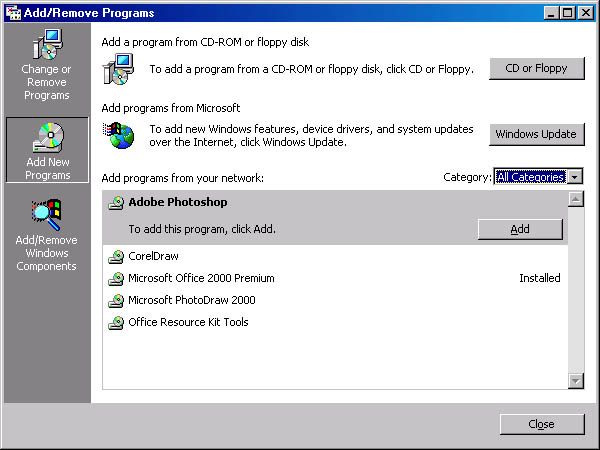 Add/Remove Programs
Change or
Remove
Programs
Add New
Programs
Add/Remove
Windows
Components
Add a program from CD-ROM or floppy disk
To add a program from a CD-ROM or floppy disk, click CD or Floppy.
CD or Floppy
Add programs from Microsoft
To add new Windows features, device drivers, and system updates
over the Internet, click Windows Update.
Windows Update
Add programs from your network:
Category: All Categories
Adobe Photoshop
To add this program, click Add.
Add
CorelDraw
Microsoft Office 2000 Premium Installed
Microsoft PhotoDraw 2000
Office Resource Kit Tools
Close